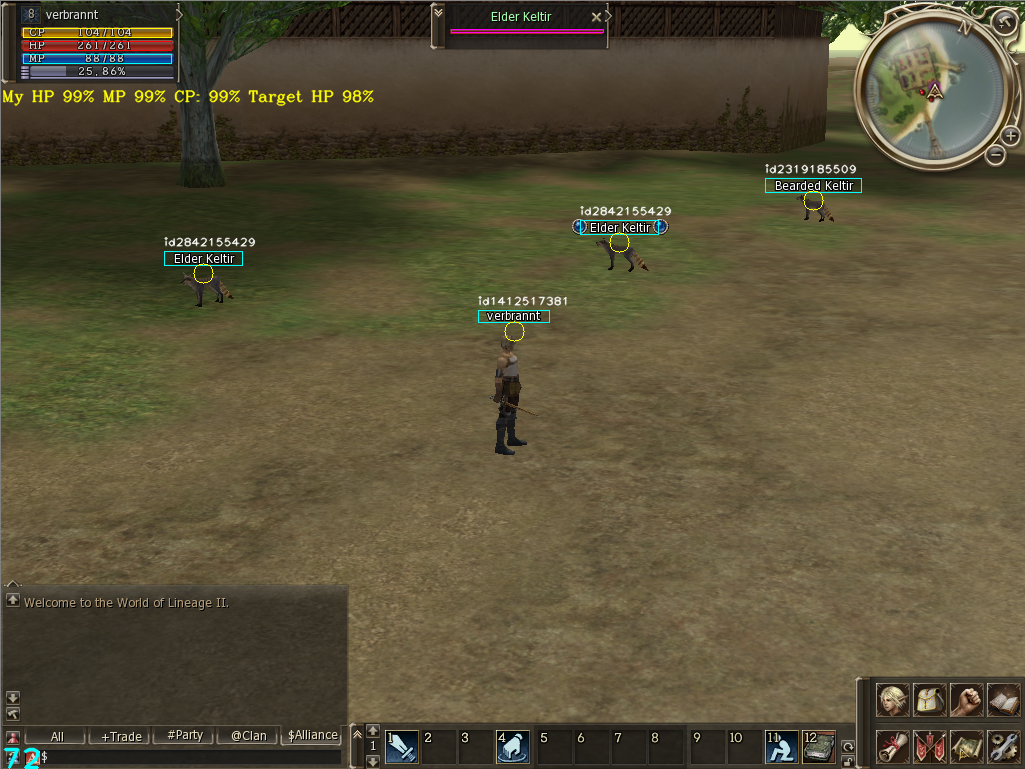 8 verbrannt
CP 104/104
HP 261/261
MP 88/88
25.86%
My HP 99% MP 99% CP: 99% Target HP 98%
Elder Keltir
N
id2319185509
Bearded Keltir
id2842155429
Elder Keltir
id2842155429
Elder Keltir
id1412517381
verbrannt
Welcome to the World of Lineage II.
All +Trade #Party @Clan $Alliance
72 $
1 2 3 4 5 6 7 8 9 10 11 12